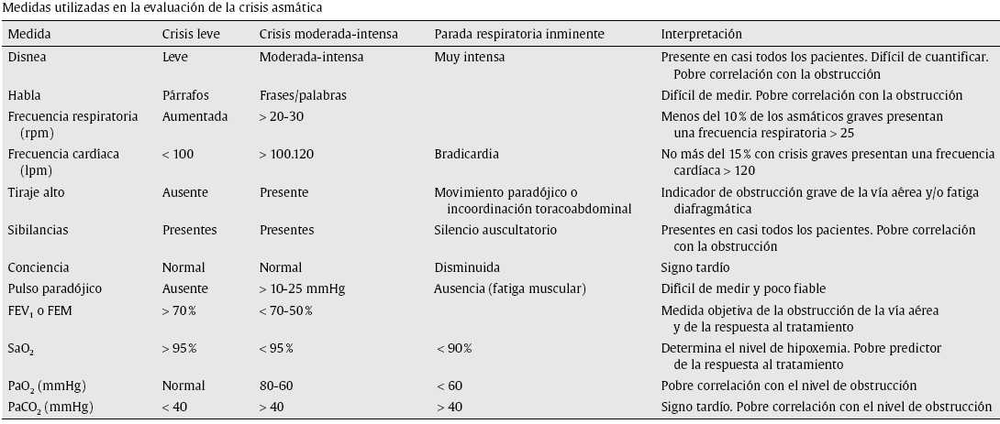 Medidas utilizadas en la evaluación de la crisis asmática
Medida Crisis leve Crisis moderada-intensa Parada respiratoria inminente Interpretación
Disnea Leve Moderada-intensa Muy intensa Presente en casi todos los pacientes. Difícil de cuantificar.
Pobre correlación con la obstrucción
Habla Párrafos Frases/palabras Difícil de medir. Pobre correlación con la obstrucción
Frecuencia respiratoria Aumentada > 20-30 Menos del 10 % de los asmáticos graves presentan
(rpm) una frecuencia respiratoria > 25
Frecuencia cardíaca < 100 > 100.120 Bradicardia No más del 15 % con crisis graves presentan una frecuencia
(lpm) cardíaca > 120
Tiraje alto Ausente Presente Movimiento paradójico o Indicador de obstrucción grave de la vía aérea y/o fatiga
incoordinación toracoabdominal diafragmática
Sibilancias Presentes Presentes Silencio auscultatorio Presentes en casi todos los pacientes. Pobre correlación
con la obstrucción
Conciencia Normal Normal Disminuida Signo tardío
Pulso paradójico Ausente > 10-25 mmHg Ausencia (fatiga muscular) Difícil de medir y poco fiable
FEV₁ o FEM > 70 % < 70-50 % Medida objetiva de la obstrucción de la vía aérea
y de la respuesta al tratamiento
SaO₂ > 95 % < 95 % < 90 % Determina el nivel de hipoxemia. Pobre predictor
de la respuesta al tratamiento
PaO₂ (mmHg) Normal 80-60 < 60 Pobre correlación con el nivel de obstrucción
PaCO₂ (mmHg) < 40 > 40 > 40 Signo tardío. Pobre correlación con el nivel de obstrucción